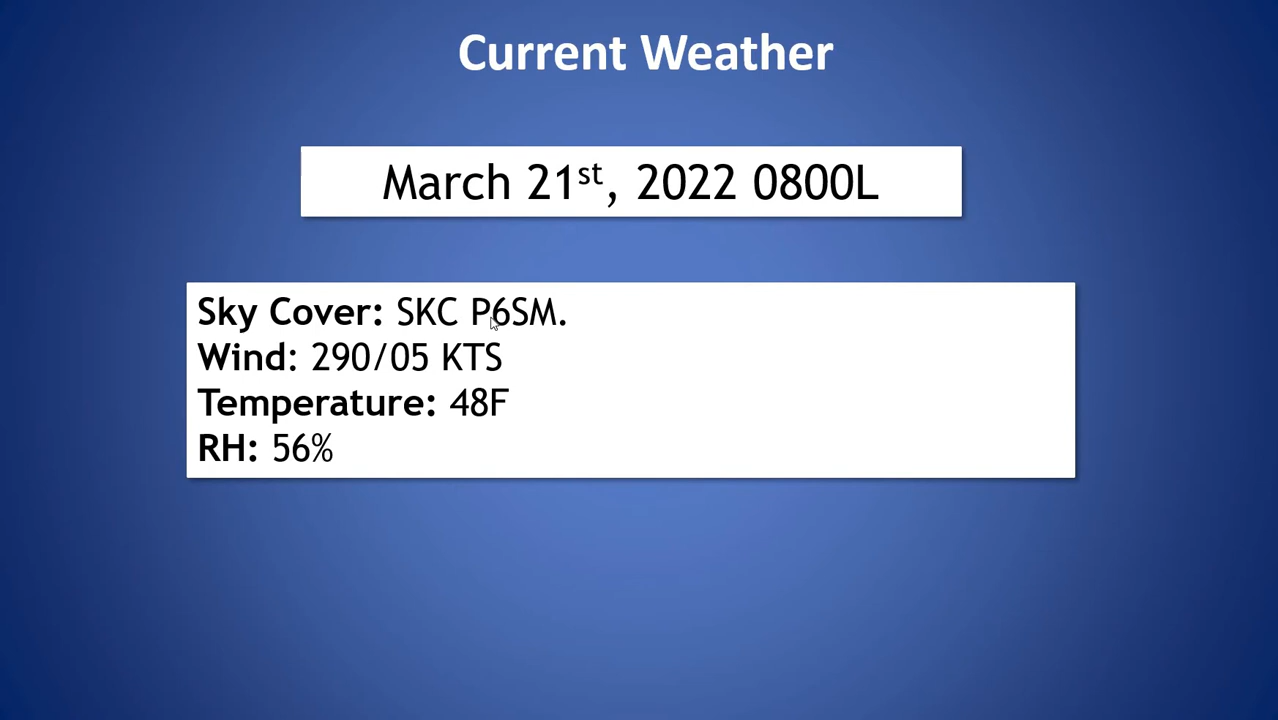 Current Weather
March 21st, 2022 0800L
Sky Cover: SKC P6SM.
Wind: 290/05 KTS
Temperature: 48F
RH: 56%